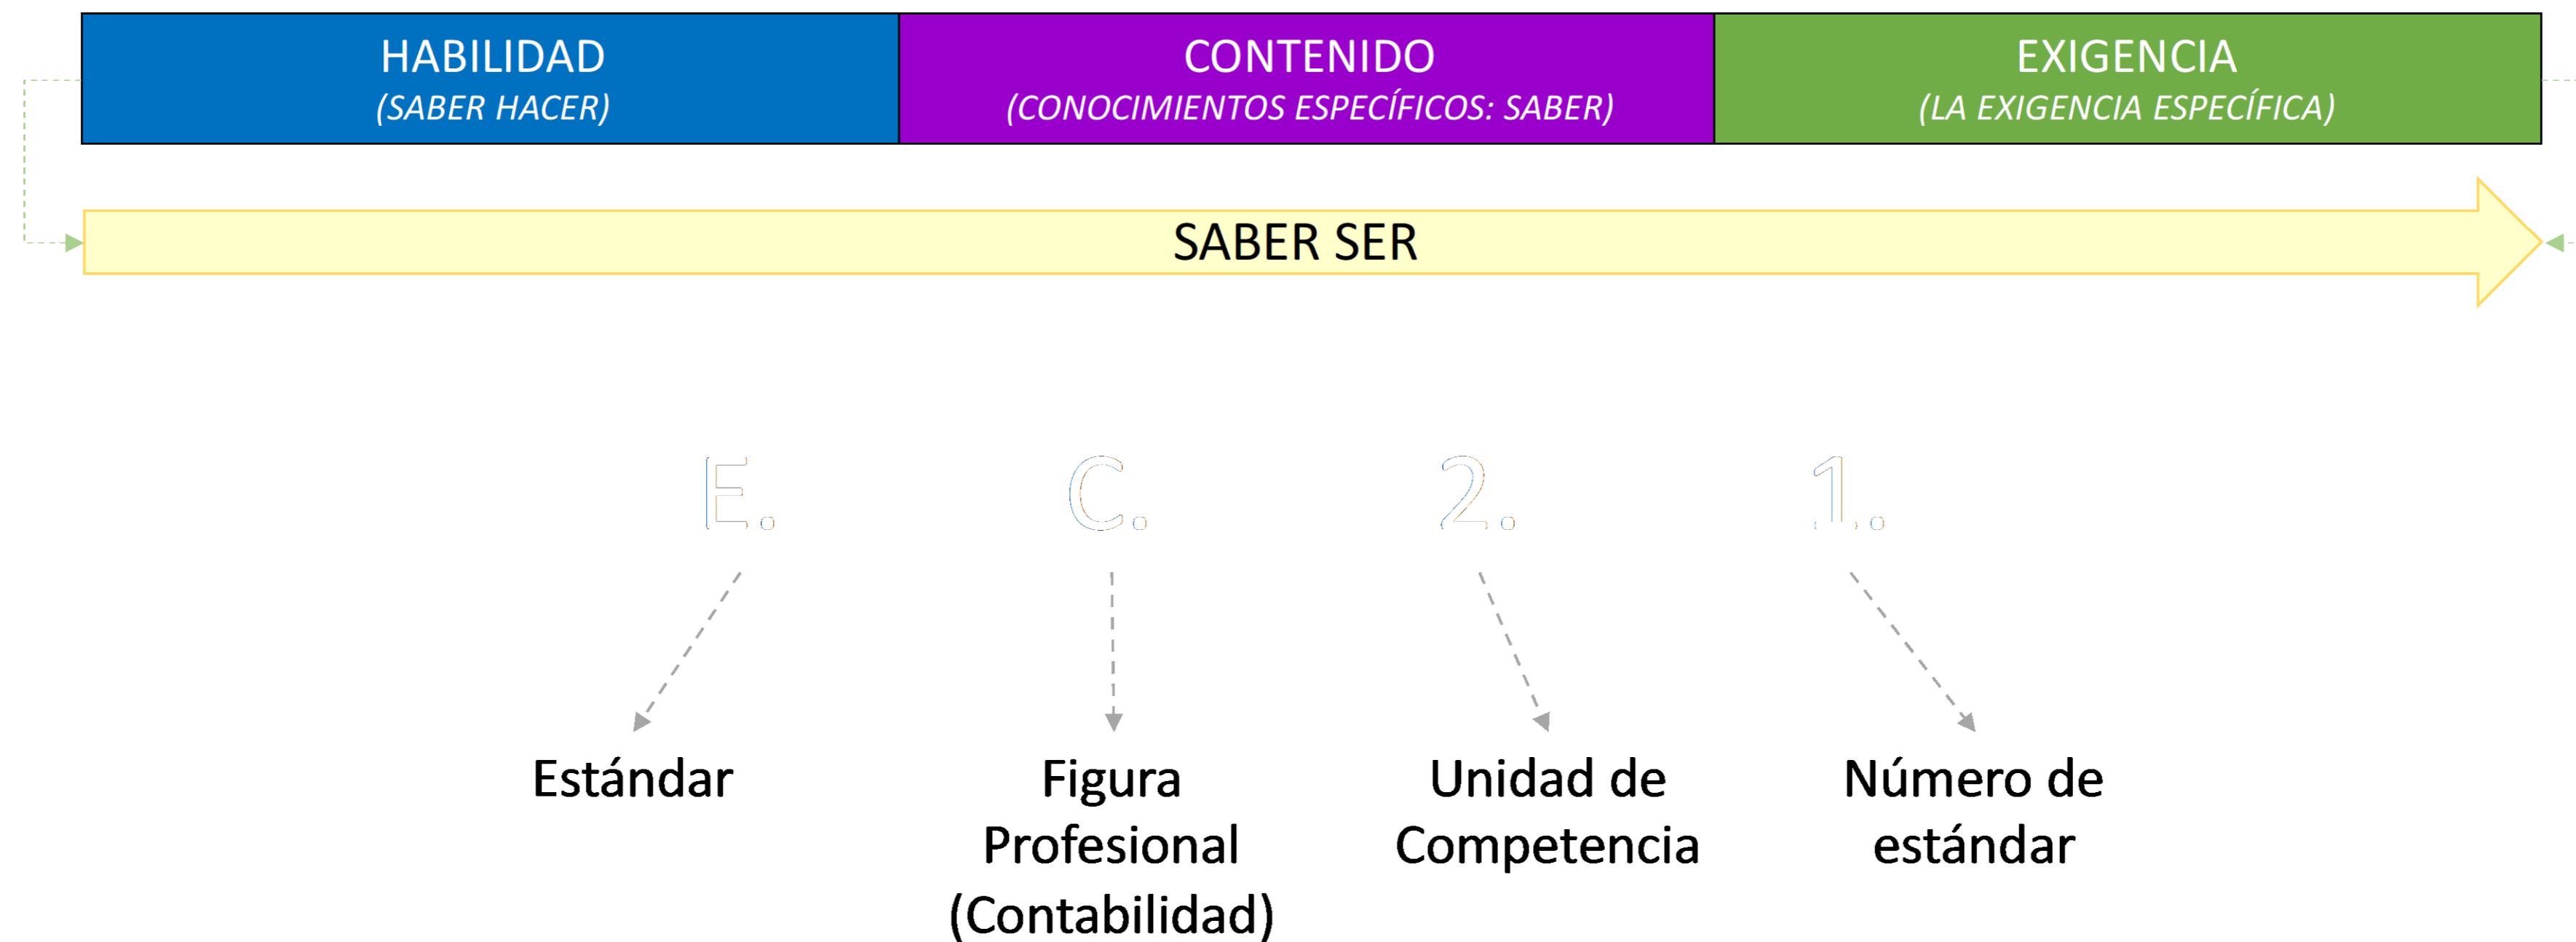 HABILIDAD
(SABER HACER)
CONTENIDO
(CONOCIMIENTOS ESPECÍFICOS: SABER)
EXIGENCIA
(LA EXIGENCIA ESPECÍFICA)
SABER SER
E. C. 2. 1.
Estándar
Figura
Profesional
(Contabilidad)
Unidad de
Competencia
Número de
estándar